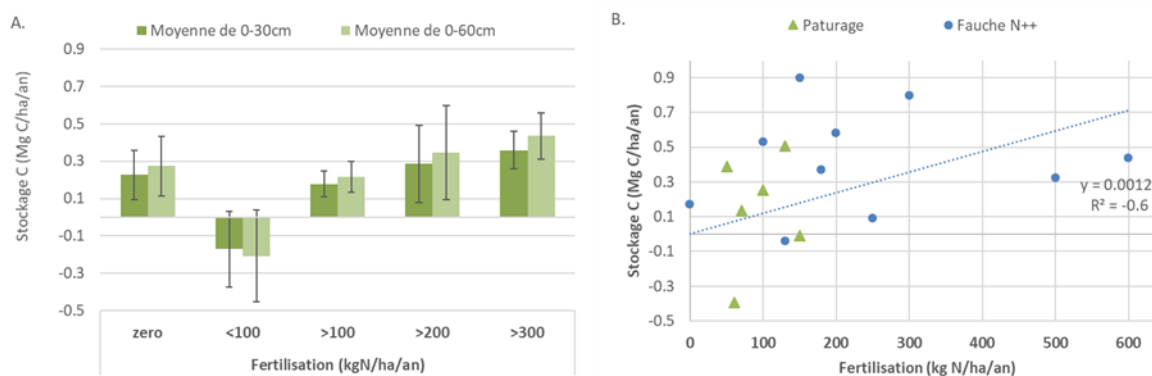 A.
Moyenne de 0-30cm
Moyenne de 0-60cm
Stockage C (Mg C/ha/an)
0.9
0.7
0.5
0.3
0.1
-0.1
-0.3
-0.5
zero
<100
>100
>200
>300
Fertilisation (kgN/ha/an)
B.
Paturage
Fauche N++
Stockage C (Mg C/ha/an)
0.9
0.7
0.5
0.3
0.1
-0.1
-0.3
-0.5
y = 0.0012
R² = -0.6
0
100
200
300
400
500
600
Fertilisation (kg N/ha/an)